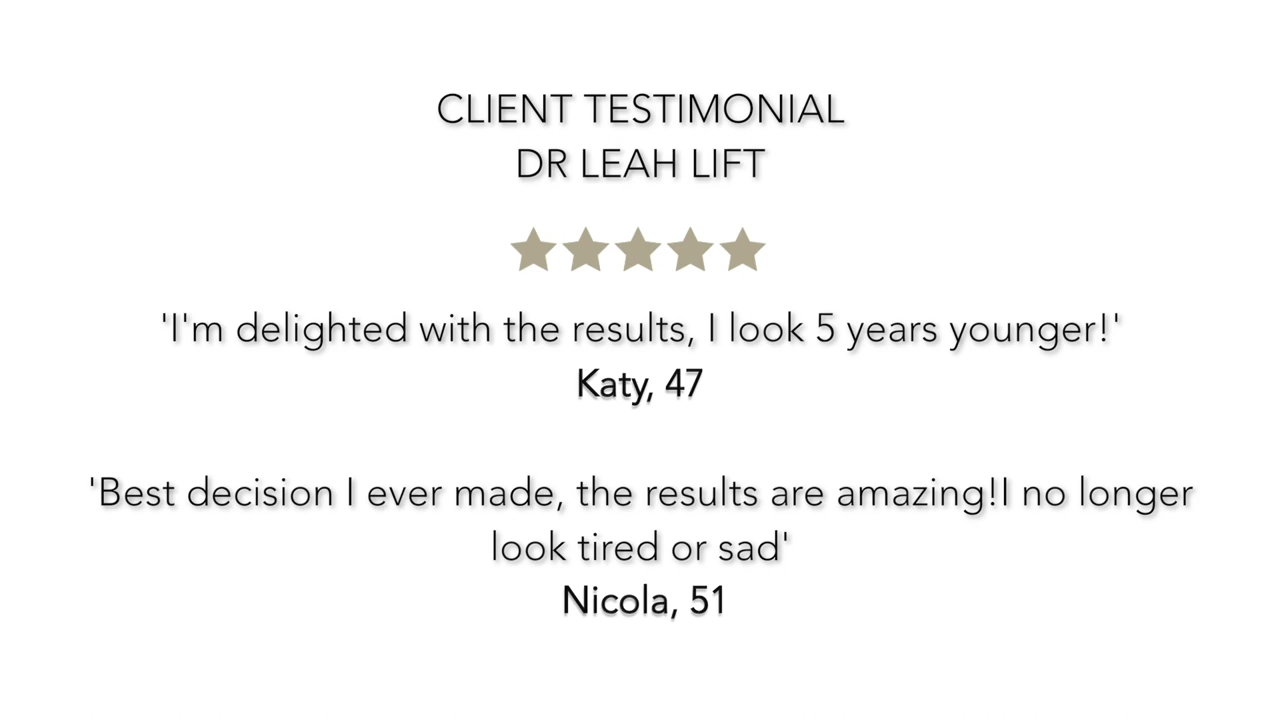 CLIENT TESTIMONIAL
DR LEAH LIFT
'I'm delighted with the results, I look 5 years younger!'
Katy, 47
'Best decision I ever made, the results are amazing!I no longer
look tired or sad'
Nicola, 51